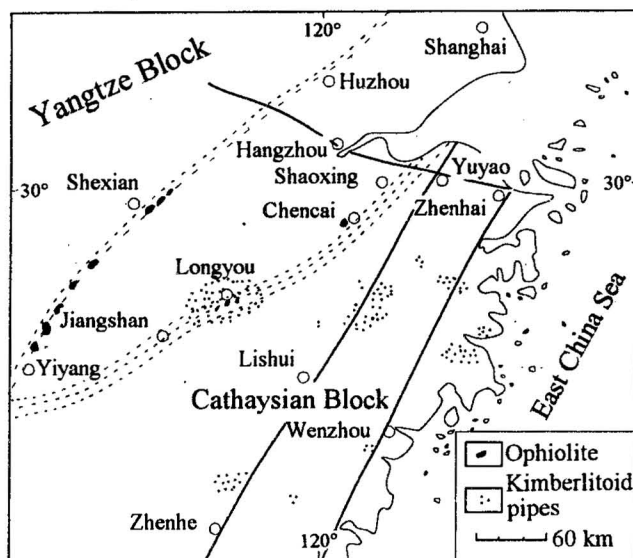 120°
Shanghai
Yangtze Block
Huzhou
Hangzhou
30°
Shexian
Shaoxing
Yuyao
30°
Chencai
Zhenhai
Longyou
Jiangshan
Yiyang
Lishui
East China Sea
Cathaysian Block
Wenzhou
Ophiolite
Kimberlitoid
pipes
Zhenhe
120°
60 km